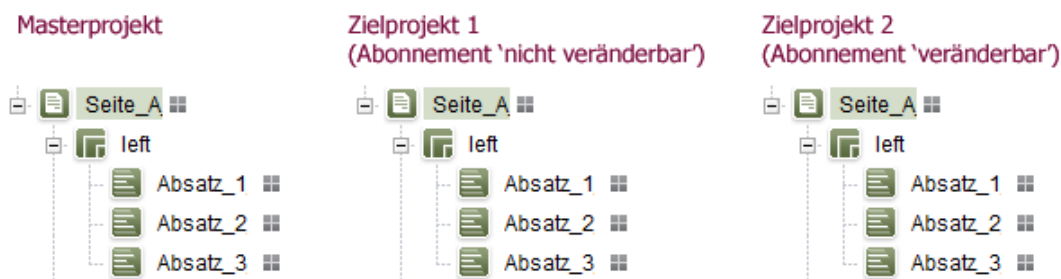 Masterprojekt
Zielprojekt 1
(Abonnement ‘nicht veränderbar’)
Zielprojekt 2
(Abonnement ‘veränderbar’)
Seite_A
left
Absatz_1
Absatz_2
Absatz_3
Seite_A
left
Absatz_1
Absatz_2
Absatz_3
Seite_A
left
Absatz_1
Absatz_2
Absatz_3